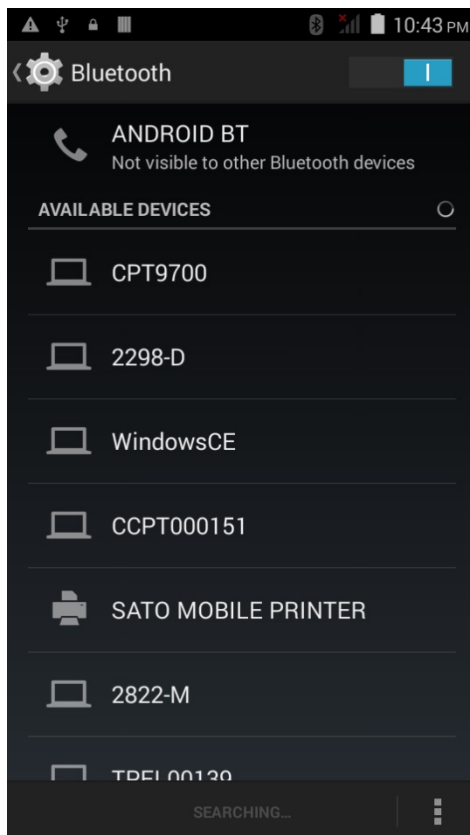 10:43 PM
Bluetooth
ANDROID BT
Not visible to other Bluetooth devices
AVAILABLE DEVICES
CPT9700
2298-D
WindowsCE
CCPT000151
SATO MOBILE PRINTER
2822-M
SEARCHING...